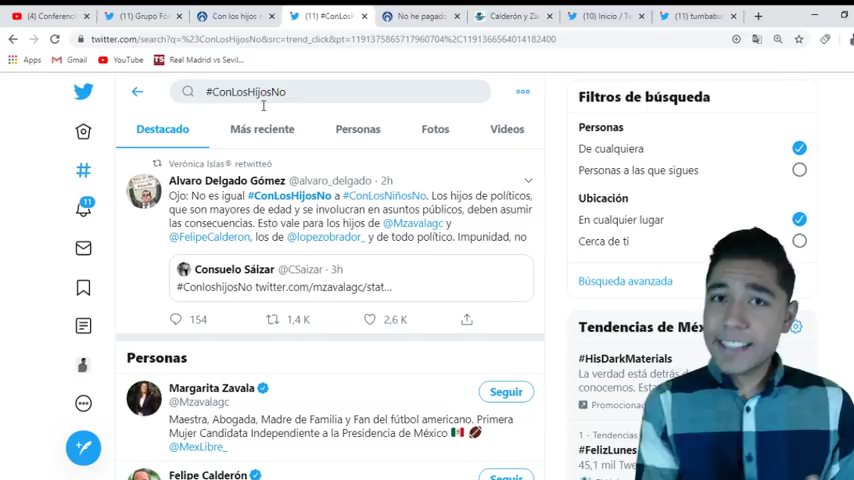 (4) Conferenci
(11) Grupo Fór
Con los hijos
(11) #ConLosH
No he pagado
Calderón y Za
(10) Inicio / T
(11) tumbabur
twitter.com/search?q=%23ConLosHijosNo&src=trend_click&pt=1191375865717960704%2C1191366564014182400
Apps
Gmail
YouTube
Real Madrid vs Sevil...
#ConLosHijosNo
Destacado
Más reciente
Personas
Fotos
Videos
Verónica Islas® retwitteó
Alvaro Delgado Gómez @alvaro_delgado · 2h
Ojo: No es igual #ConLosHijosNo a #ConLosNiñosNo. Los hijos de políticos,
que son mayores de edad y se involucran en asuntos públicos, deben asumir
las consecuencias. Esto vale para los hijos de @Mzavalagc y
@FelipeCalderon, los de @lopezobrador_ y de todo político. Impunidad, no
Consuelo Sáizar @CSaizar · 3h
#ConloshijosNo twitter.com/mzavalagc/stat...
154
1,4 K
2,6 K
Personas
Margarita Zavala
@Mzavalagc
Seguir
Maestra, Abogada, Madre de Familia y Fan del fútbol americano. Primera
Mujer Candidata Independiente a la Presidencia de México
@MexLibre_
Felipe Calderón
Seguir
11
Filtros de búsqueda
Personas
De cualquiera
Personas a las que sigues
Ubicación
En cualquier lugar
Cerca de ti
Búsqueda avanzada
Tendencias de Méx
#HisDarkMaterials
La verdad está detrás
conocemos. Esta
Promocionado
1 · Tendencias
#FelizLunes
45,1 mil Twe